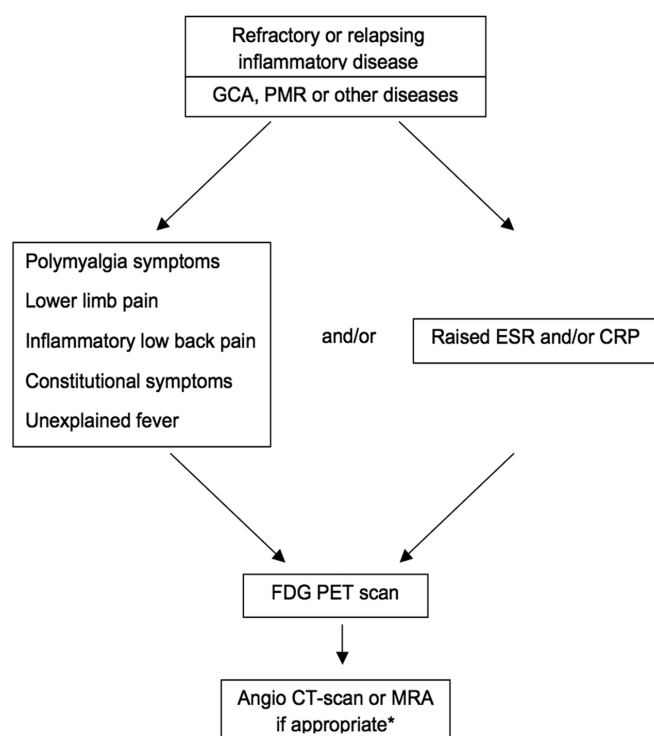 Refractory or relapsing
inflammatory disease
GCA, PMR or other diseases
Polymyalgia symptoms
Lower limb pain
Inflammatory low back pain
Constitutional symptoms
Unexplained fever
and/or
Raised ESR and/or CRP
FDG PET scan
Angio CT-scan or MRA
if appropriate*